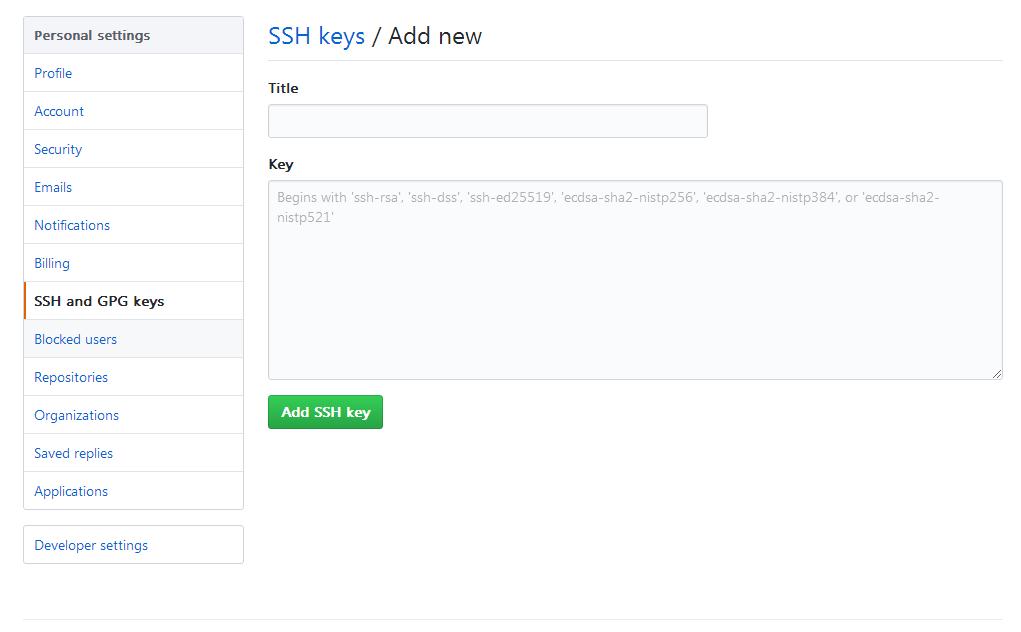 Personal settings
Profile
Account
Security
Emails
Notifications
Billing
SSH and GPG keys
Blocked users
Repositories
Organizations
Saved replies
Applications
Developer settings
SSH keys / Add new
Title
Key
Begins with 'ssh-rsa', 'ssh-dss', 'ssh-ed25519', 'ecdsa-sha2-nistp256', 'ecdsa-sha2-nistp384', or 'ecdsa-sha2-
nistp521'
Add SSH key